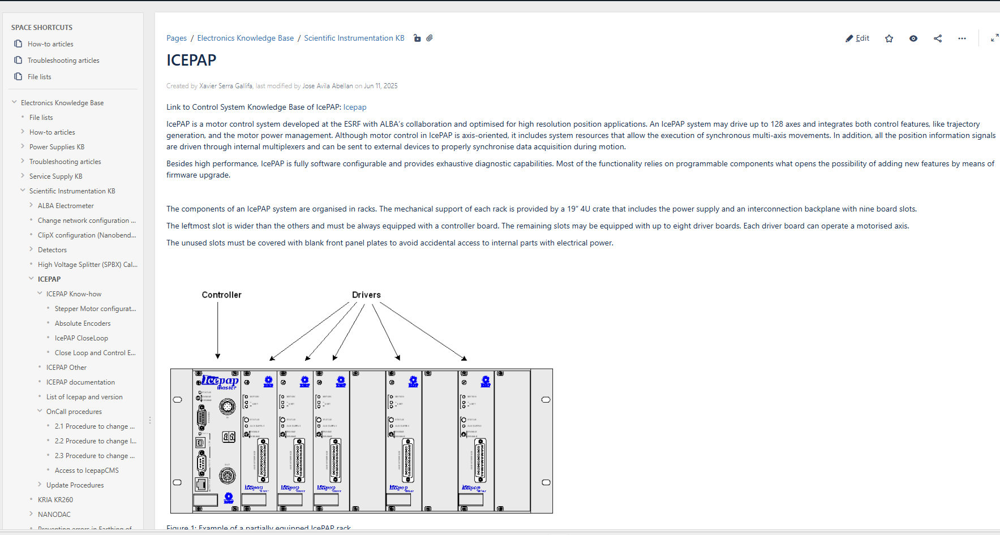 SPACE SHORTCUTS
How-to articles
Troubleshooting articles
File lists
Electronics Knowledge Base
File lists
How-to articles
Power Supplies KB
Troubleshooting articles
Service Supply KB
Scientific Instrumentation KB
ALBA Electrometer
Change network configuration ...
ClipX configuration (Nanobend...
Detectors
High Voltage Splitter (SPBX) Cal...
ICEPAP
ICEPAP Know-how
Stepper Motor configurat...
Absolute Encoders
IcePAP CloseLoop
Close Loop and Control E...
ICEPAP Other
ICEPAP documentation
List of Icepap and version
OnCall procedures
2.1 Procedure to change ...
2.2 Procedure to change I...
2.3 Procedure to change ...
Access to IcepapCMS
Update Procedures
KRIA KR260
NANODAC
Preventing errors in Earthing of
Pages / Electronics Knowledge Base / Scientific Instrumentation KB
Edit
ICEPAP
Created by Xavier Serra Gallifa, last modified by Jose Avila Abellan on Jun 11, 2025
Link to Control System Knowledge Base of IcePAP: Icepap
IcePAP is a motor control system developed at the ESRF with ALBA's collaboration and optimised for high resolution position applications. An IcePAP system may drive up to 128 axes and integrates both control features, like trajectory
generation, and the motor power management. Although motor control in IcePAP is axis-oriented, it includes system resources that allow the execution of synchronous multi-axis movements. In addition, all the position information signals
are driven through internal multiplexers and can be sent to external devices to properly synchronise data acquisition during motion.
Besides high performance, IcePAP is fully software configurable and provides exhaustive diagnostic capabilities. Most of the functionality relies on programmable components what opens the possibility of adding new features by means of
firmware upgrade.
The components of an IcePAP system are organised in racks. The mechanical support of each rack is provided by a 19" 4U crate that includes the power supply and an interconnection backplane with nine board slots.
The leftmost slot is wider than the others and must be always equipped with a controller board. The remaining slots may be equipped with up to eight driver boards. Each driver board can operate a motorised axis.
The unused slots must be covered with blank front panel plates to avoid accidental access to internal parts with electrical power.
Controller
Drivers
Icepap
master
Icepap
Icepap
Icepap
Icepap
Icepap
Figure 1: Example of a partially equipped IcePAP rack